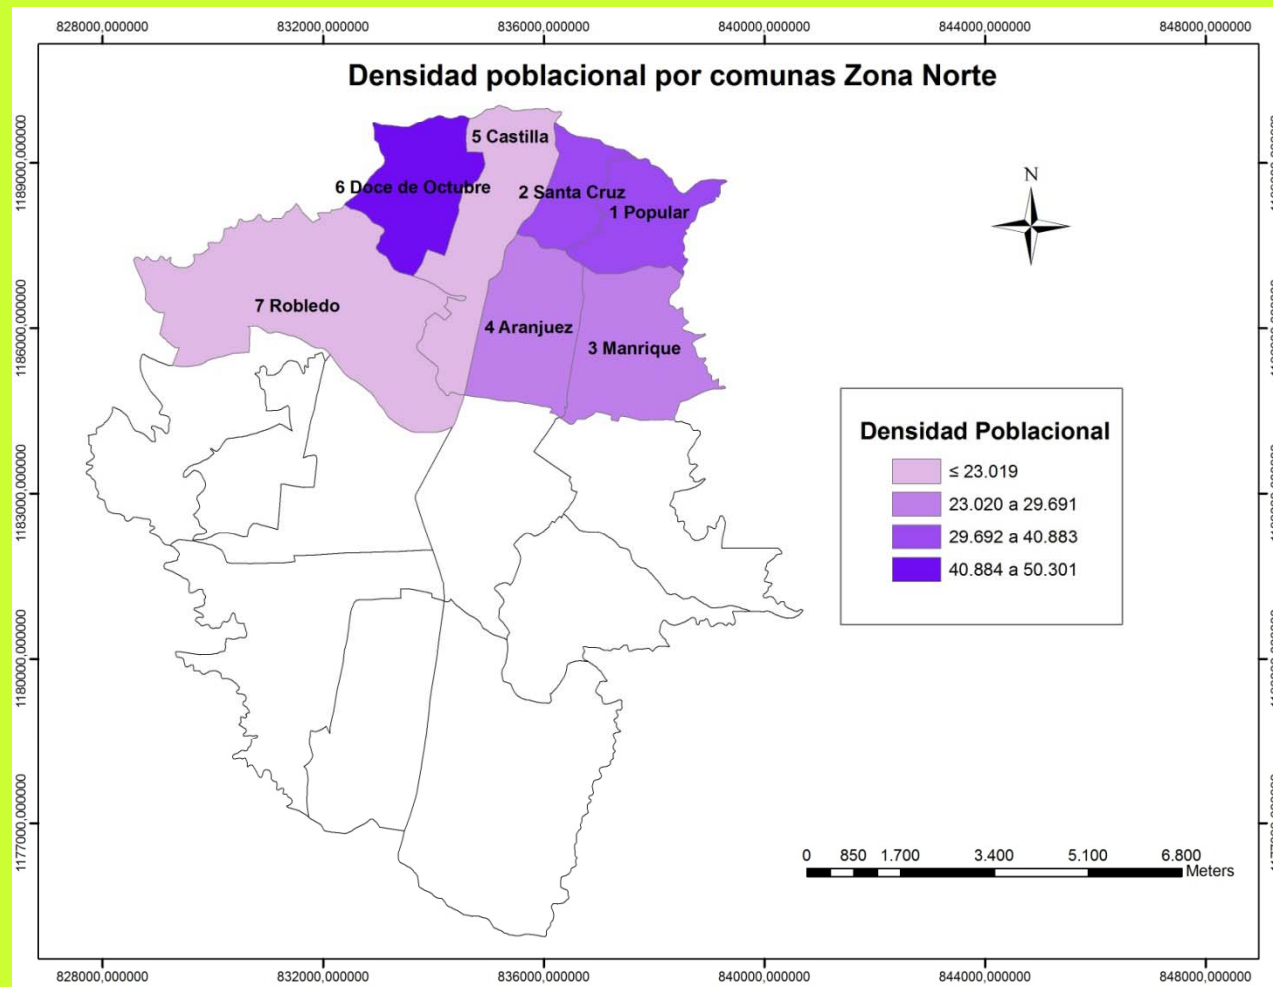 828000,000000 832000,000000 836000,000000 840000,000000 844000,000000 848000,000000
Densidad poblacional por comunas Zona Norte
5 Castilla
6 Doce de Octubre
2 Santa Cruz
1 Popular
7 Robledo
4 Aranjuez
3 Manrique
N
Densidad Poblacional
≤ 23.019
23.020 a 29.691
29.692 a 40.883
40.884 a 50.301
0 850 1.700 3.400 5.100 6.800
Meters
1189000,000000
1186000,000000
1183000,000000
1180000,000000
1177000,000000
828000,000000 832000,000000 836000,000000 840000,000000 844000,000000 848000,000000